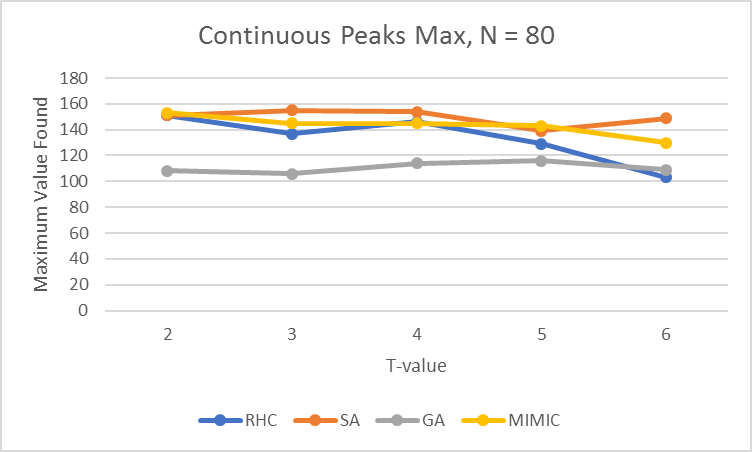 Continuous Peaks Max, N = 80
Maximum Value Found
180
160
140
120
100
80
60
40
20
0
2 3 4 5 6
T-value
RHC SA GA MIMIC